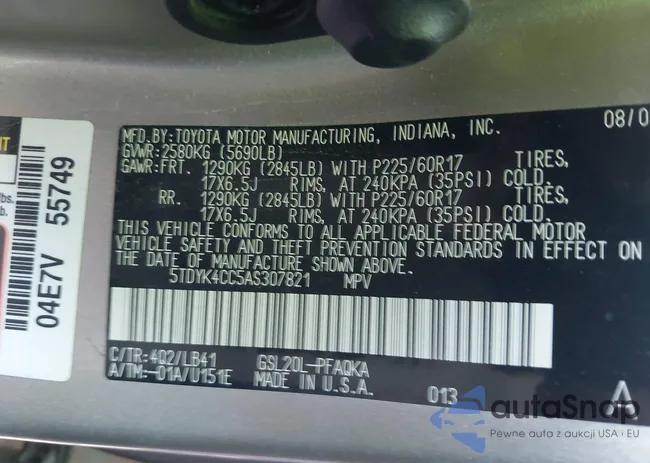 MFD.BY:TOYOTA MOTOR MANUFACTURING, INDIANA, INC. 08/0
GVWR:2580KG (5690LB)
GAWR:FRT. 1290KG (2845LB) WITH P225/60R17 TIRES,
17X6.5J RIMS, AT 240KPA (35PSI) COLD.
RR. 1290KG (2845LB) WITH P225/60R17 TIRES,
17X6.5J RIMS, AT 240KPA (35PSI) COLD.
THIS VEHICLE CONFORMS TO ALL APPLICABLE FEDERAL MOTOR
VEHICLE SAFETY AND THEFT PREVENTION STANDARDS IN EFFECT ON
THE DATE OF MANUFACTURE SHOWN ABOVE.
5TDYK4CC5AS307821 MPV
C/TR:4Q2/LB41 GSL20L-PFAQKA
A/TM:-01A/U151E MADE IN U.S.A. 013
A
04E7V 55749
lbs.
lb.
autoSnap
Pewne auta z aukcji USA i EU